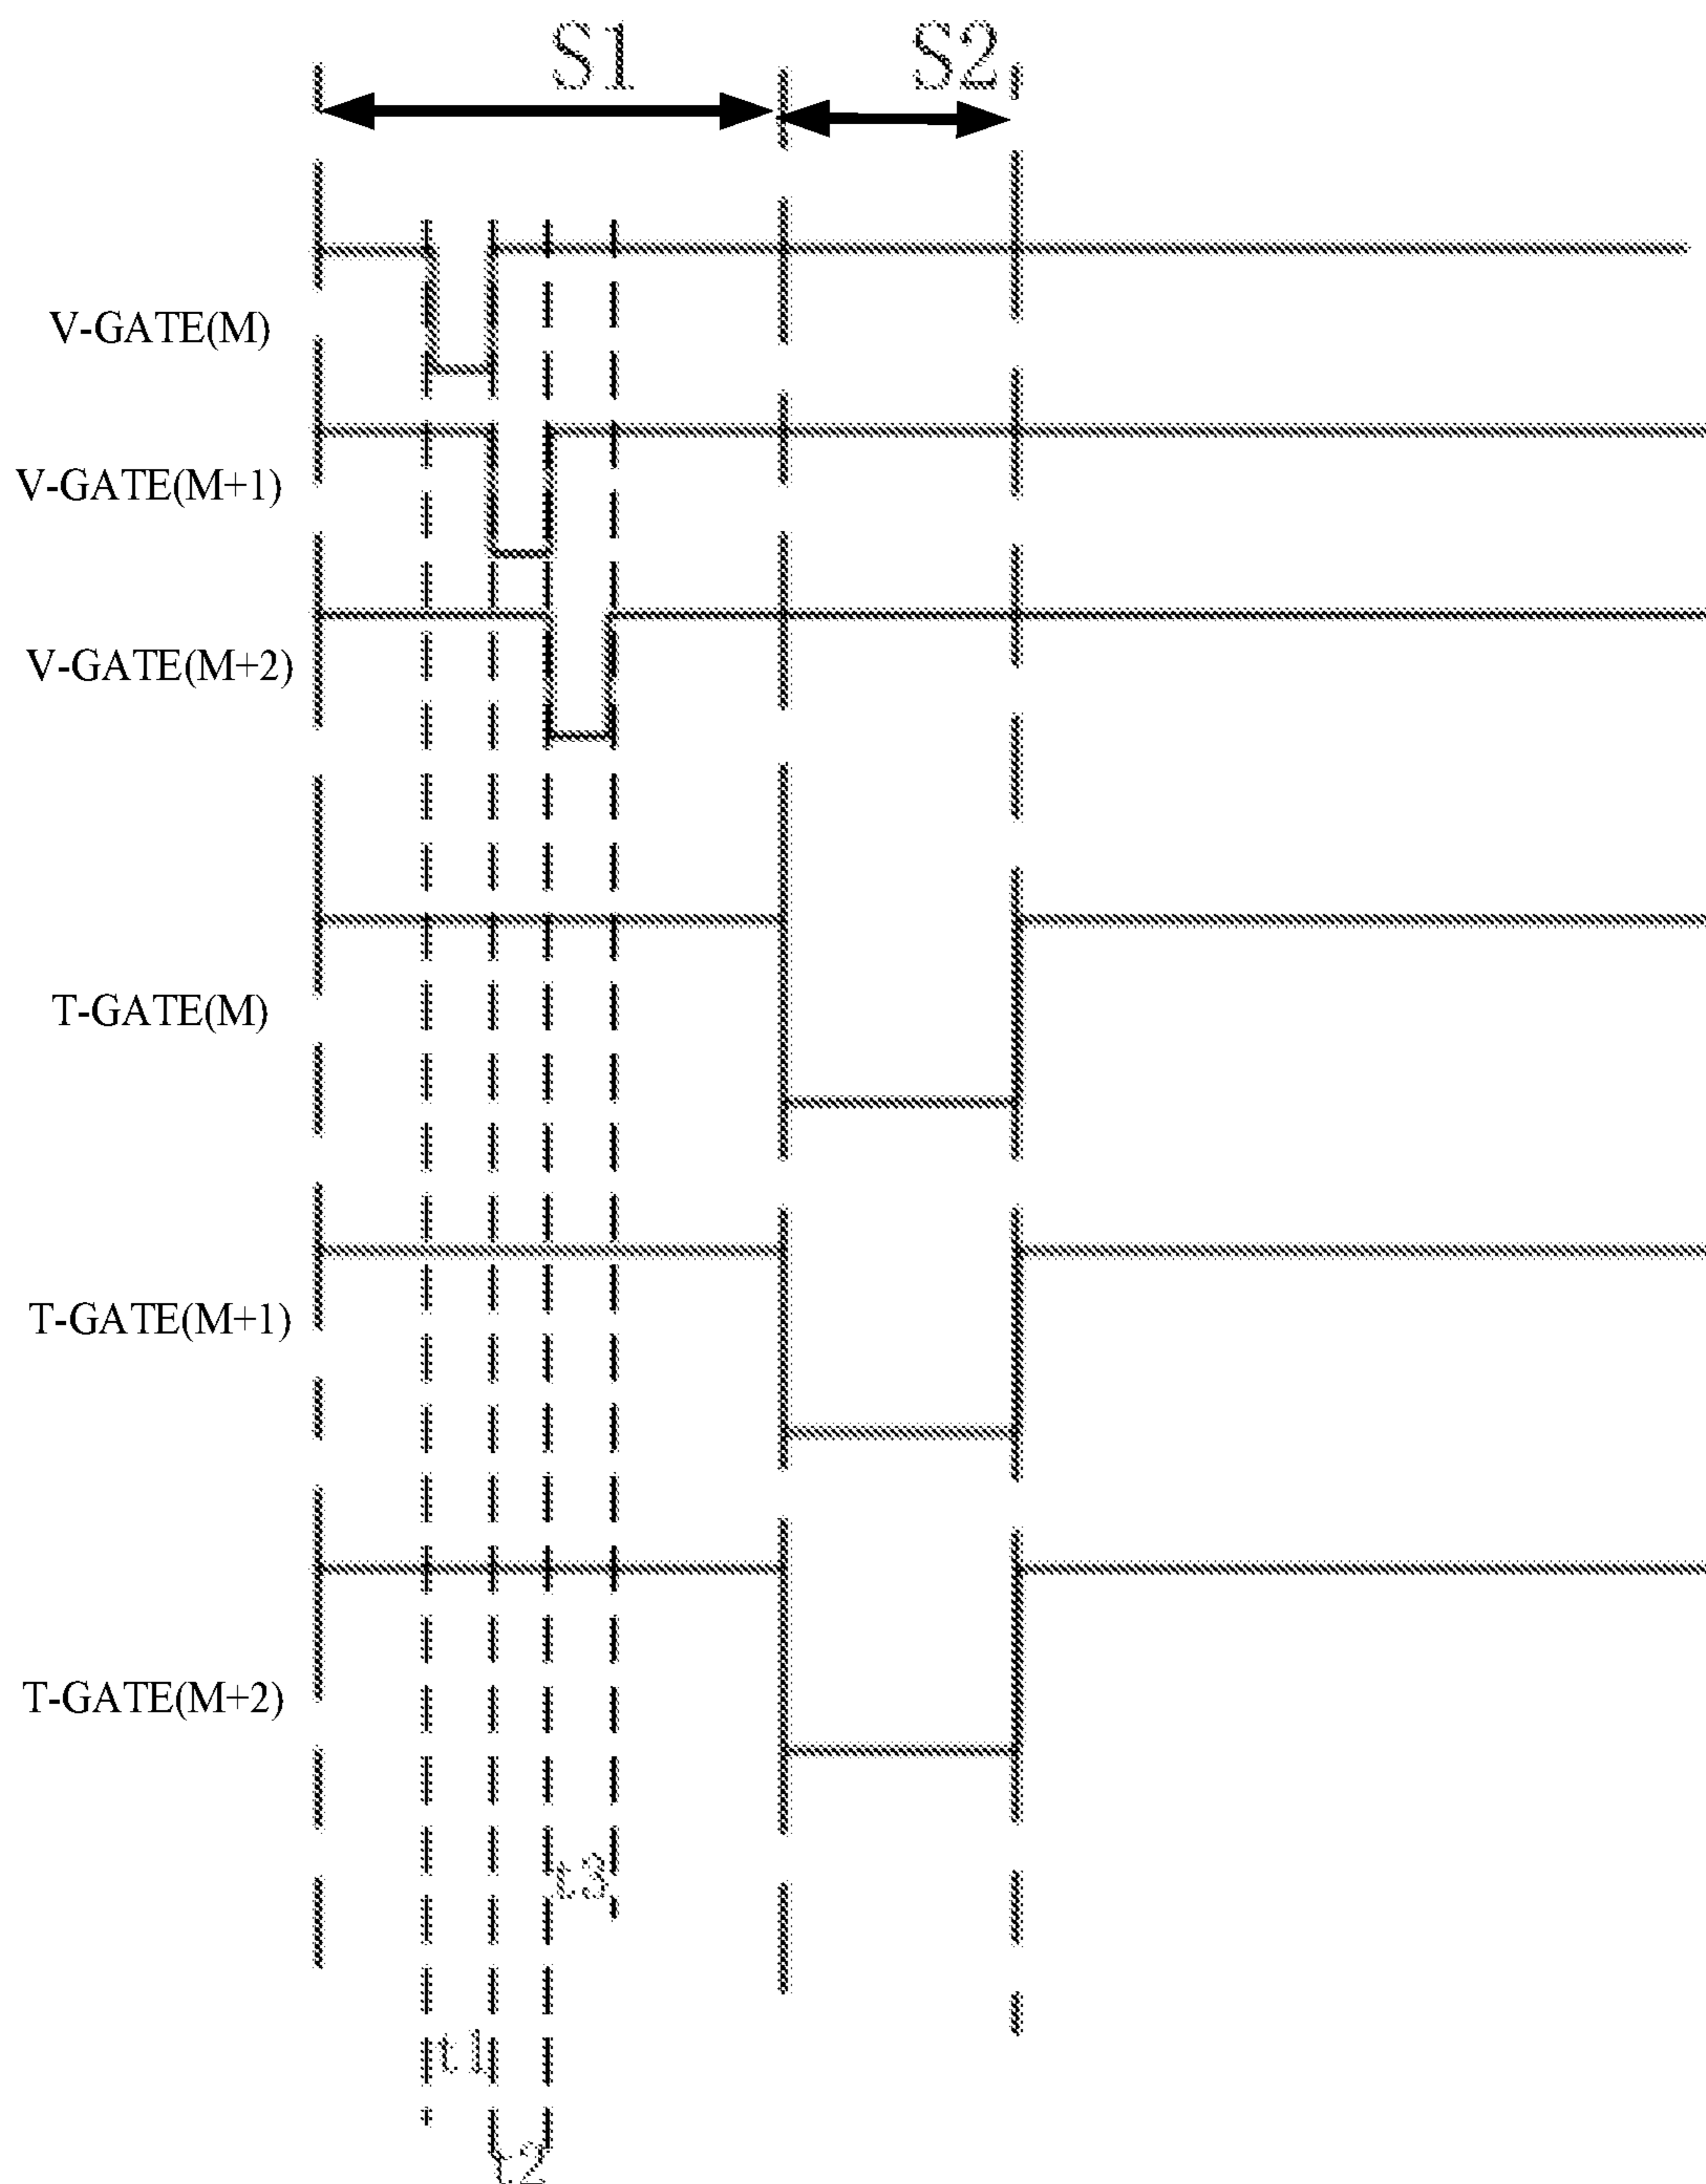 S1 S2
V-GATE(M)
V-GATE(M+1)
V-GATE(M+2)
T-GATE(M)
T-GATE(M+1)
T-GATE(M+2)
t3
t1
t2